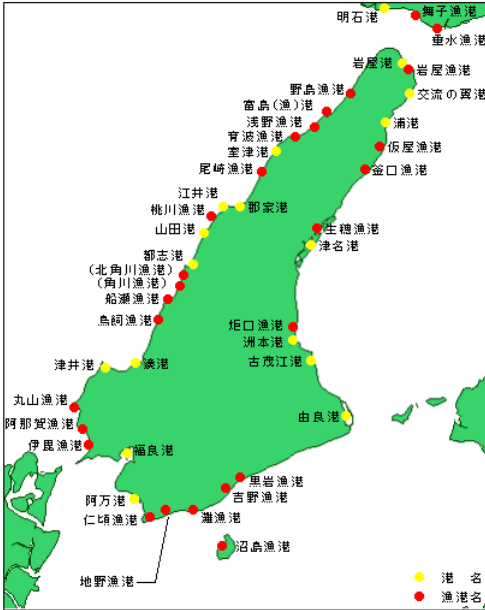 明石港
舞子漁港
垂水漁港
岩屋港
岩屋漁港
交流の翼港
野島漁港
富島(漁)港
浅野漁港
育波漁港
室津港
尾崎漁港
浦港
仮屋漁港
釜口漁港
江井港
桃川漁港
郡家港
山田港
生穂漁港
津名港
都志港
(北角川漁港)
(角川漁港)
船瀬漁港
鳥飼漁港
炬口漁港
洲本港
古茂江港
津井港
湊港
丸山漁港
阿那賀漁港
伊毘漁港
由良港
福良港
阿万港
仁頃漁港
地野漁港
灘漁港
吉野漁港
黒岩漁港
沼島漁港
港 名
漁港名